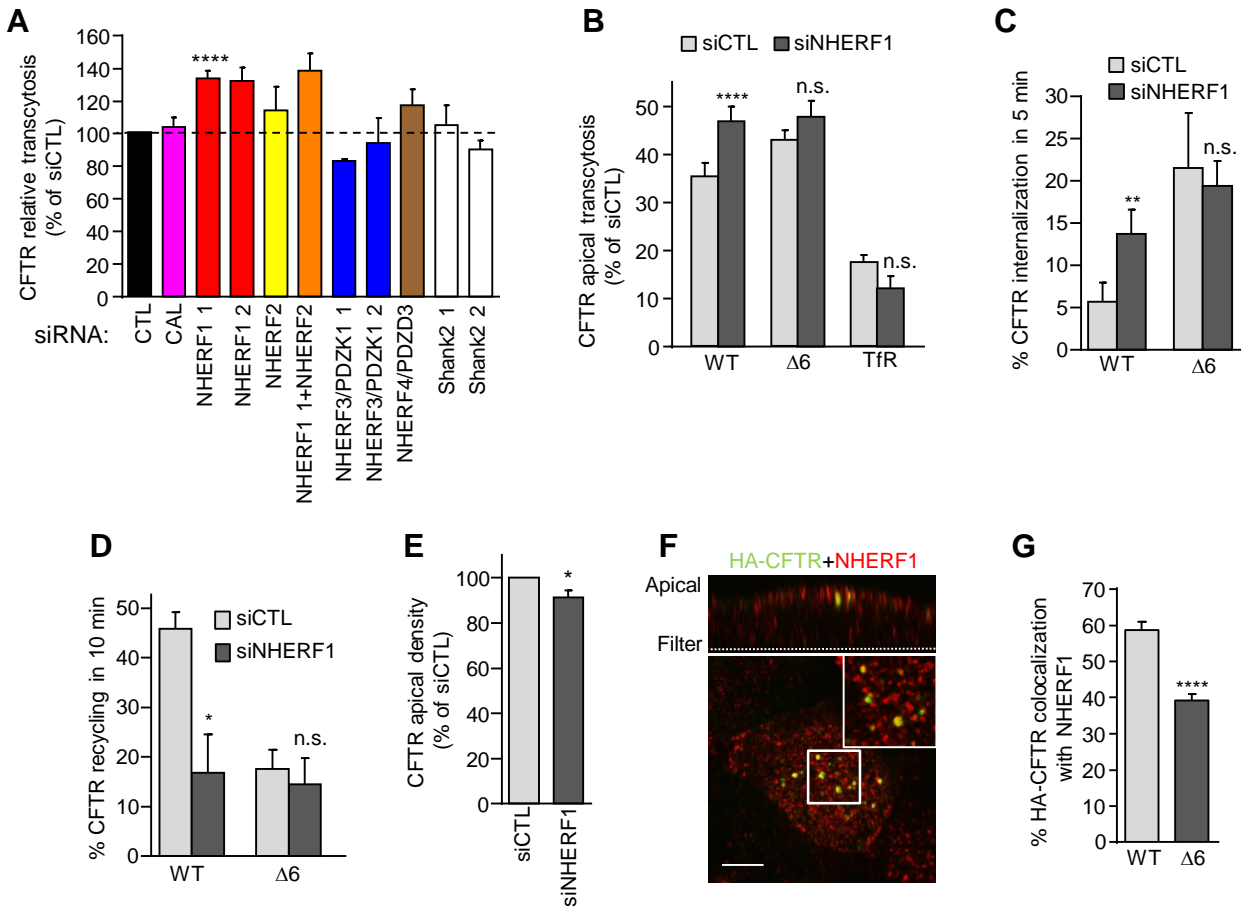 A
CFTR relative transcytosis
(% of siCTL)
160
140
120
100
80
60
40
20
0
****
siRNA:
CTL
CAL
NHERF1 1
NHERF1 2
NHERF2
NHERF1 1+NHERF2
NHERF3/PDZK1 1
NHERF3/PDZK1 2
NHERF4/PDZD3
Shank2 1
Shank2 2
B
siCTL siNHERF1
CFTR apical transcytosis
(% of siCTL)
50
40
30
20
10
0
****
n.s.
n.s.
WT Δ6 TfR
C
siCTL
siNHERF1
% CFTR internalization in 5 min
30
25
20
15
10
5
0
**
n.s.
WT Δ6
D
siCTL
siNHERF1
% CFTR recycling in 10 min
50
40
30
20
10
0
*
n.s.
WT Δ6
E
CFTR apical density
(% of siCTL)
100
80
60
40
20
0
*
siCTL
siNHERF1
F
HA-CFTR+NHERF1
Apical
Filter
G
% HA-CFTR colocalization
with NHERF1
70
60
50
40
30
20
10
0
****
WT Δ6